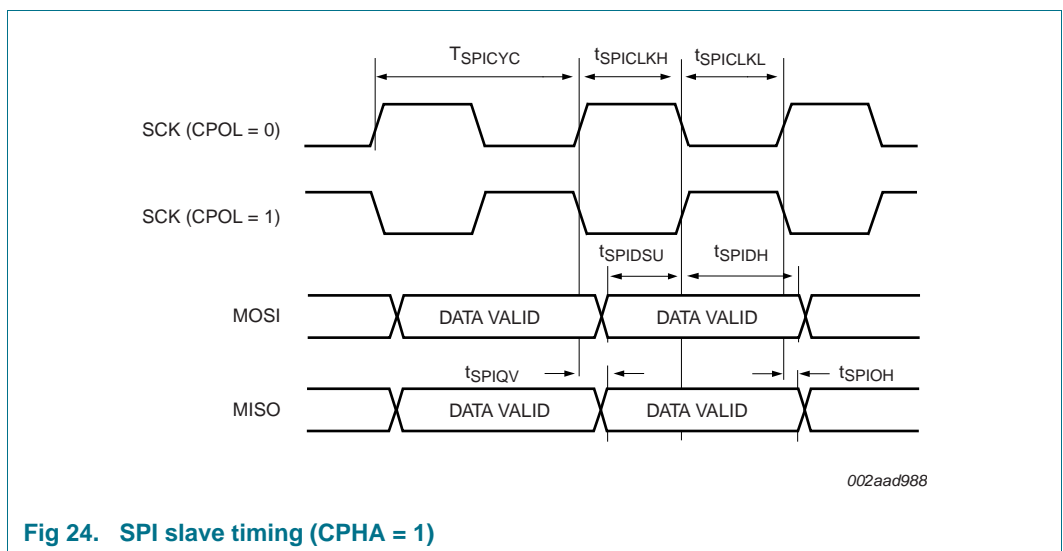 TSPICYC tSPICLKH tSPICLKL
SCK (CPOL = 0)
SCK (CPOL = 1)
tSPIDSU tSPIDH
MOSI DATA VALID DATA VALID
tSPIQV tSPIOH
MISO DATA VALID DATA VALID
002aad988
Fig 24. SPI slave timing (CPHA = 1)